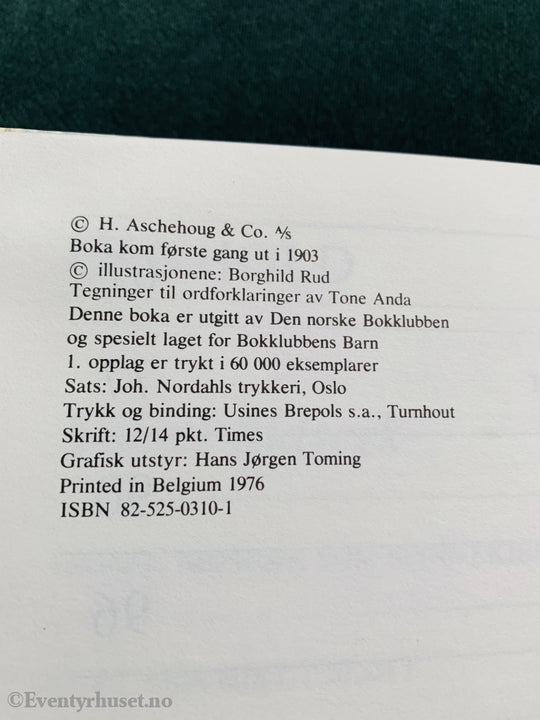 © H. Aschehoug & Co. A/S
Boka kom første gang ut i 1903
© illustrasjonene: Borghild Rud
Tegninger til ordforklaringer av Tone Anda
Denne boka er utgitt av Den norske Bokklubben
og spesielt laget for Bokklubbens Barn
1. opplag er trykt i 60 000 eksemplarer
Sats: Joh. Nordahls trykkeri, Oslo
Trykk og binding: Usines Brepols s.a., Turnhout
Skrift: 12/14 pkt. Times
Grafisk utstyr: Hans Jørgen Toming
Printed in Belgium 1976
ISBN 82-525-0310-1
96
©Eventyrhuset.no